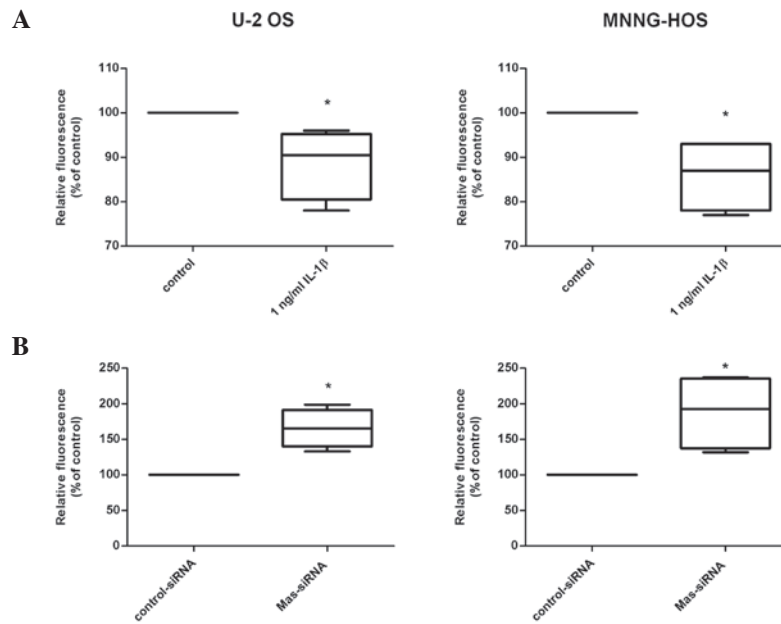 A
U-2 OS
MNNG-HOS
Relative fluorescence
(% of control)
110
100
90
80
70
*
control
1 ng/ml IL-1β
Relative fluorescence
(% of control)
110
100
90
80
70
*
control
1 ng/ml IL-1β
B
Relative fluorescence
(% of control)
250
200
150
100
50
0
*
control-siRNA
Mas-siRNA
Relative fluorescence
(% of control)
250
200
150
100
50
0
*
control-siRNA
Mas-siRNA